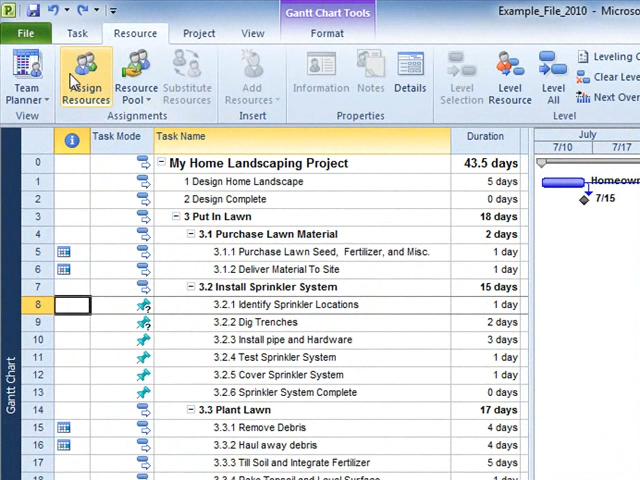 Gantt Chart Tools
Example_File_2010 - Microso
File Task Resource Project View Format
Team Planner
Assign Resources
Resource Pool
Substitute Resources
Add Resources
Information
Notes
Details
Level Selection
Level Resource
Level All
Leveling
Clear Leve
Next Over
View
Assignments
Insert
Properties
Level
Task Mode Task Name Duration July
7/10 7/17
0 My Home Landscaping Project 43.5 days
1 1 Design Home Landscape 5 days Homeown
2 2 Design Complete 0 days 7/15
3 3 Put In Lawn 18 days
4 3.1 Purchase Lawn Material 2 days
5 3.1.1 Purchase Lawn Seed, Fertilizer, and Misc. 1 day
6 3.1.2 Deliver Material To Site 1 day
7 3.2 Install Sprinkler System 15 days
8 3.2.1 Identify Sprinkler Locations 1 day
9 3.2.2 Dig Trenches 2 days
10 3.2.3 Install pipe and Hardware 3 days
11 3.2.4 Test Sprinkler System 1 day
12 3.2.5 Cover Sprinkler System 1 day
13 3.2.6 Sprinkler System Complete 0 days
14 3.3 Plant Lawn 17 days
15 3.3.1 Remove Debris 4 days
16 3.3.2 Haul away debris 4 days
17 3.3.3 Till Soil and Integrate Fertilizer 5 days
Gantt Chart